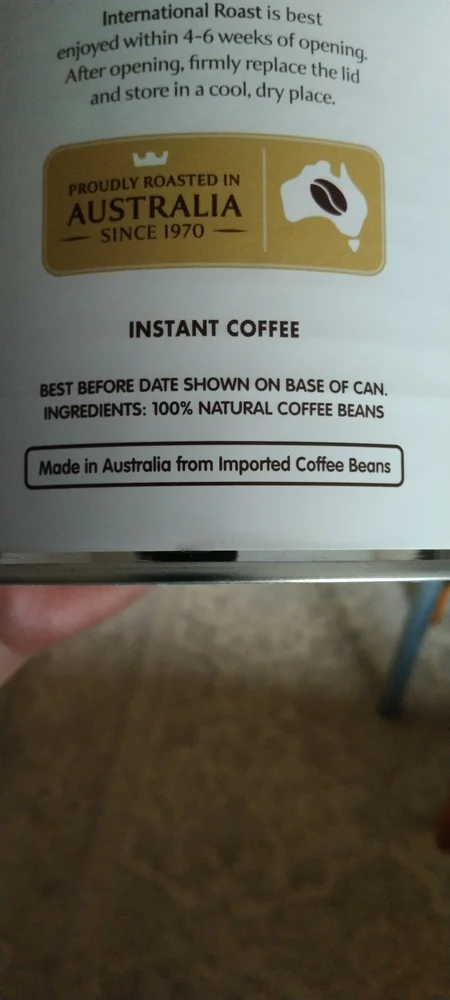 International Roast is best
enjoyed within 4-6 weeks of opening.
After opening, firmly replace the lid
and store in a cool, dry place.
PROUDLY ROASTED IN
AUSTRALIA
SINCE 1970
INSTANT COFFEE
BEST BEFORE DATE SHOWN ON BASE OF CAN.
INGREDIENTS: 100% NATURAL COFFEE BEANS
Made in Australia from Imported Coffee Beans